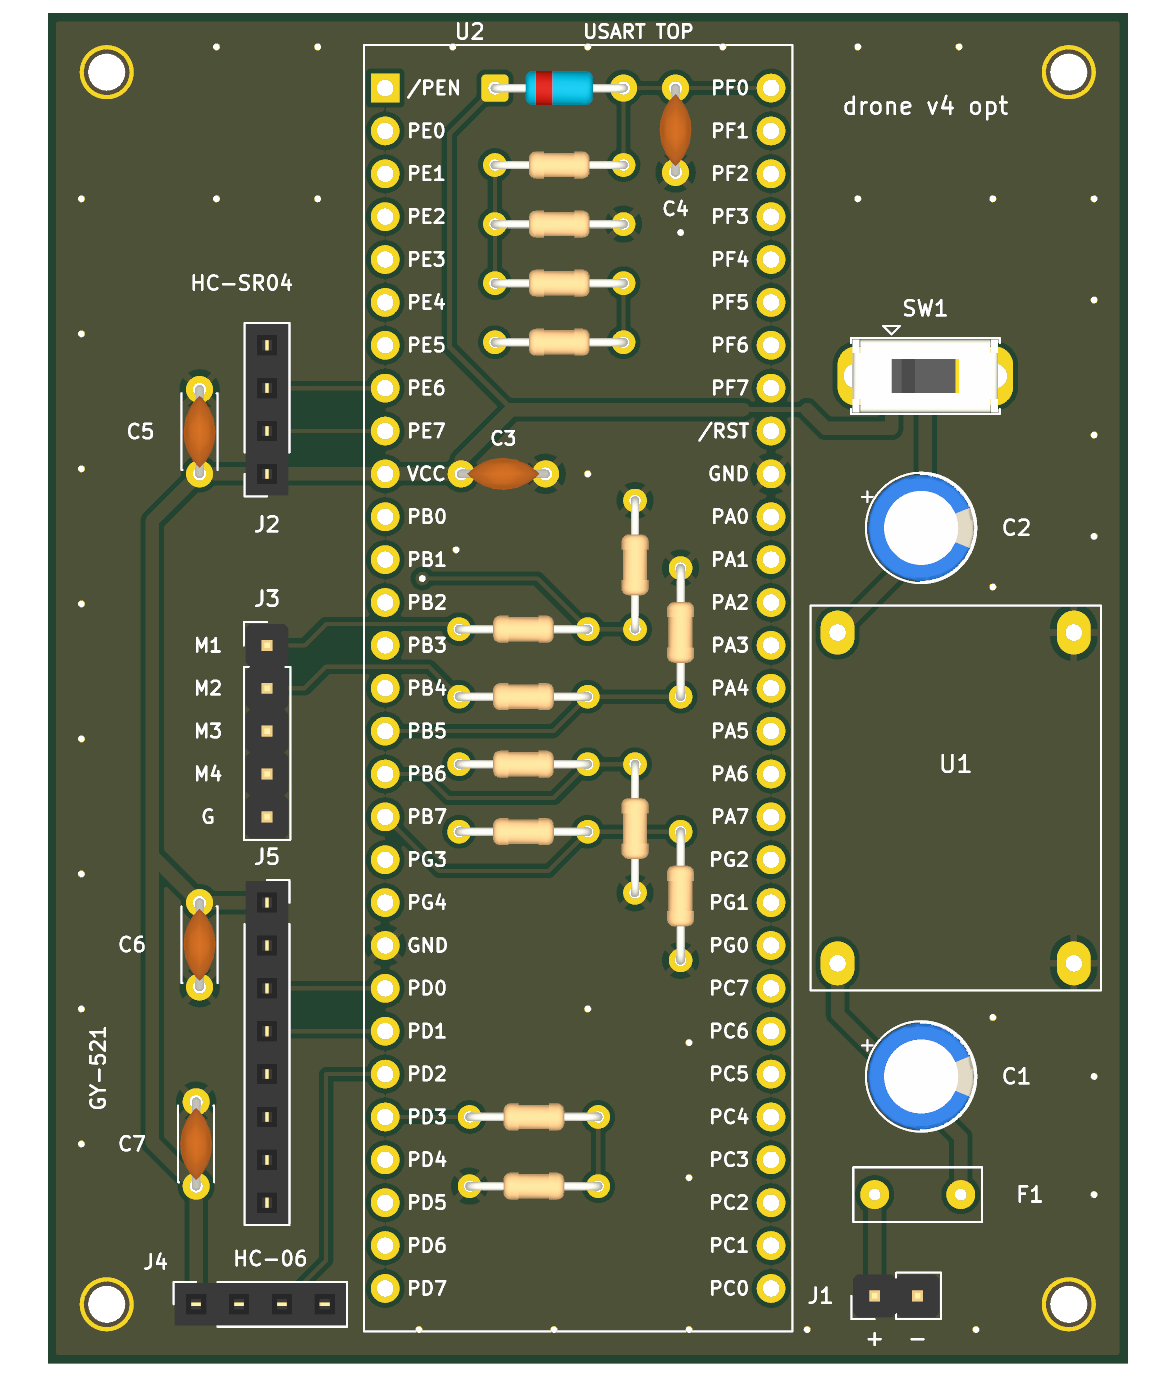 U2
USART TOP
/PEN
PF0
drone v4 opt
PE0
PF1
PE1
PF2
PE2
C4
PF3
PE3
PF4
HC-SR04
PE4
PF5
SW1
PE5
PF6
PE6
PF7
C5
PE7
C3
/RST
VCC
GND
+
J2
PB0
PA0
C2
PB1
PA1
J3
PB2
PA2
M1
PB3
PA3
M2
PB4
PA4
M3
PB5
PA5
M4
PB6
PA6
U1
G
PB7
PA7
J5
PG3
PG2
PG4
PG1
C6
GND
PG0
PD0
PC7
PD1
PC6
+
GY-521
PD2
PC5
C1
PD3
PC4
C7
PD4
PC3
PD5
PC2
F1
J4
HC-06
PD6
PC1
PD7
PC0
J1
+ −